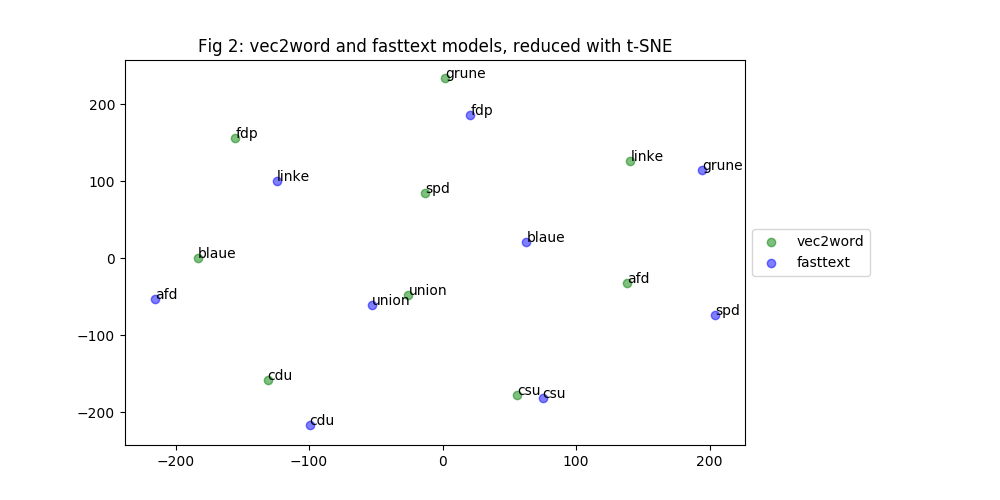 Fig 2: vec2word and fasttext models, reduced with t-SNE
grune
fdp
fdp
linke
grune
linke
spd
blaue
blaue
afd
afd
union
union
spd
cdu
csu
csu
cdu
200
100
0
−100
−200
−200
−100
0
100
200
vec2word
fasttext